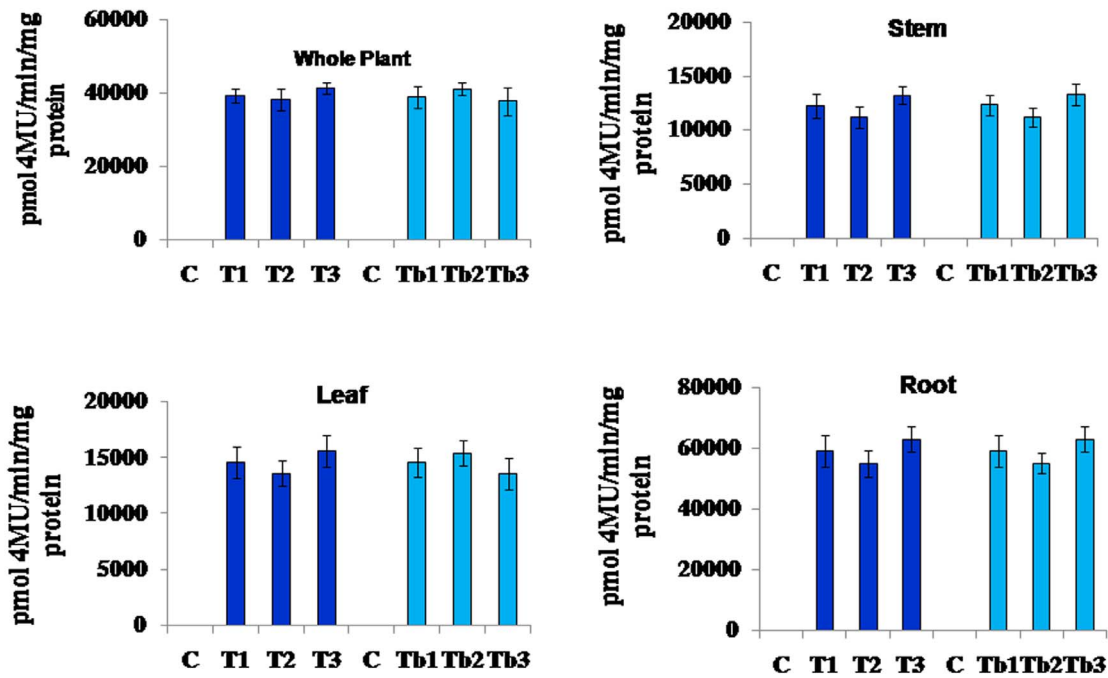 Whole Plant
pmol 4MU/min/mg
protein
60000
40000
20000
0
C T1 T2 T3 C Tb1 Tb2 Tb3
Stem
pmol 4MU/min/mg
protein
20000
15000
10000
5000
0
C T1 T2 T3 C Tb1 Tb2 Tb3
Leaf
pmol 4MU/min/mg
protein
20000
15000
10000
5000
0
C T1 T2 T3 C Tb1 Tb2 Tb3
Root
pmol 4MU/min/mg
protein
80000
60000
40000
20000
0
C T1 T2 T3 C Tb1 Tb2 Tb3